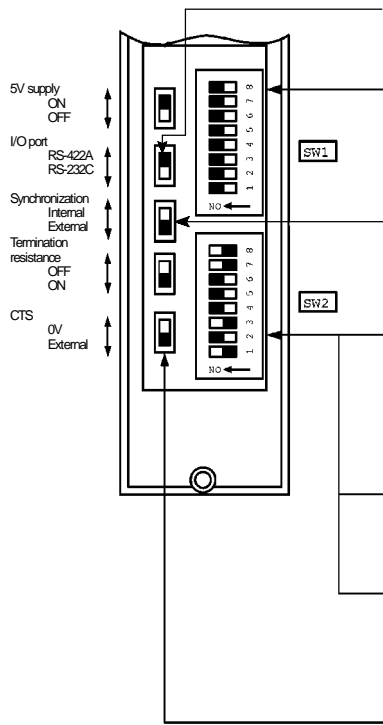 5V supply
ON
OFF
I/O port
RS-422A
RS-232C
Synchronization
Internal
External
Termination
resistance
OFF
ON
CTS
0V
External
8
7
6
5
4
3
2
1
ON
SW1
8
7
6
5
4
3
2
1
ON
SW2